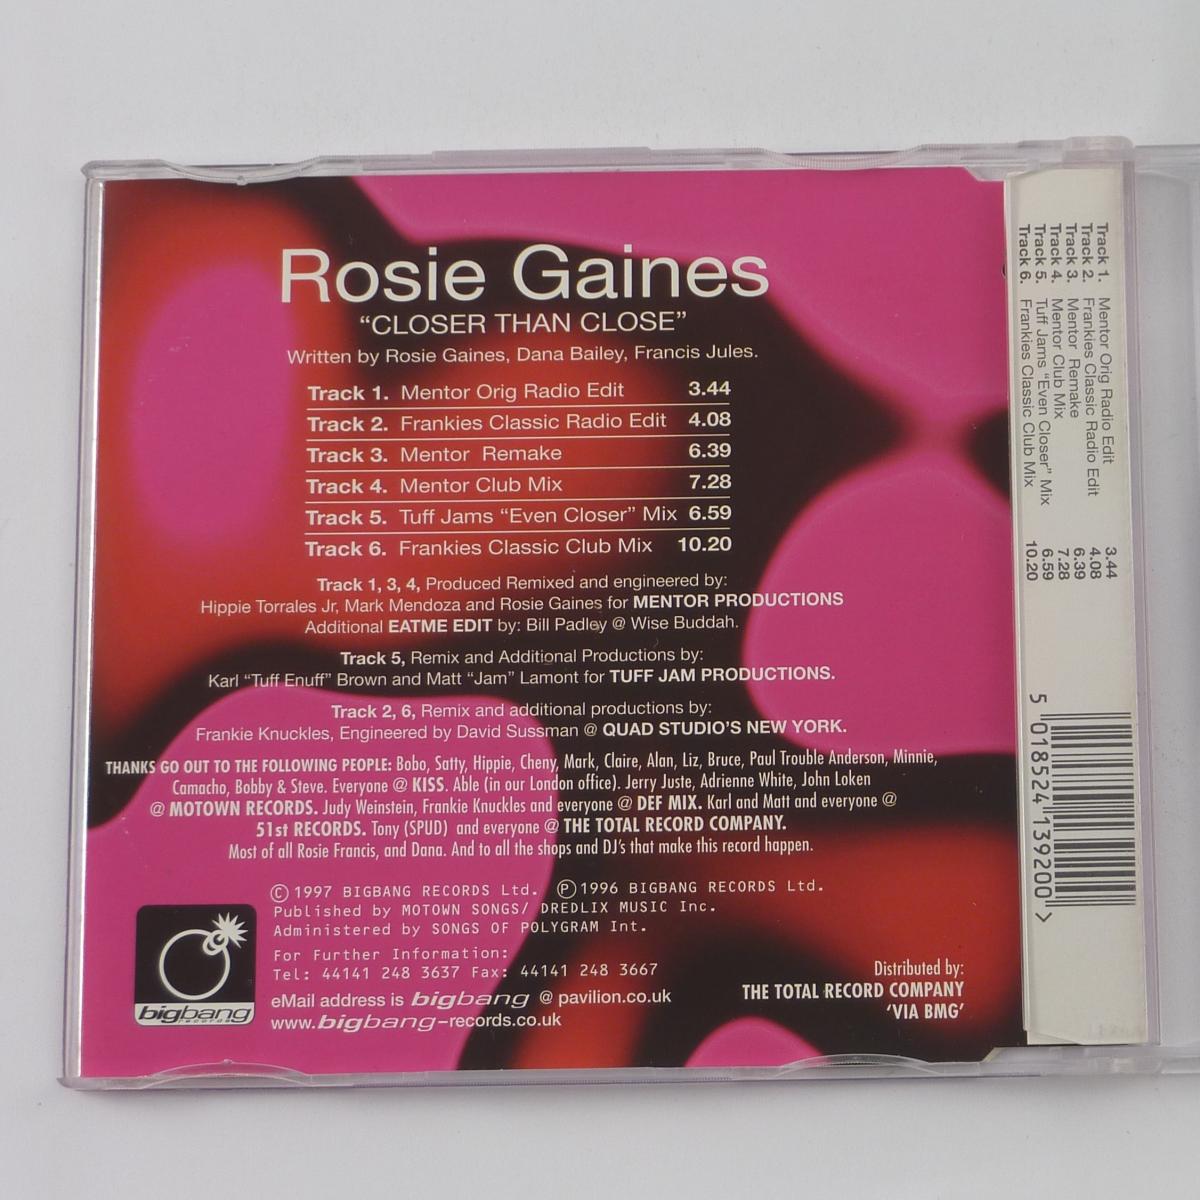 Rosie Gaines
“CLOSER THAN CLOSE”
Written by Rosie Gaines, Dana Bailey, Francis Jules.
Track 1. Mentor Orig Radio Edit 3.44
Track 2. Frankies Classic Radio Edit 4.08
Track 3. Mentor Remake 6.39
Track 4. Mentor Club Mix 7.28
Track 5. Tuff Jams “Even Closer” Mix 6.59
Track 6. Frankies Classic Club Mix 10.20
Track 1, 3, 4, Produced Remixed and engineered by:
Hippie Torrales Jr, Mark Mendoza and Rosie Gaines for MENTOR PRODUCTIONS
Additional EATME EDIT by: Bill Padley @ Wise Buddah.
Track 5, Remix and Additional Productions by:
Karl “Tuff Enuff” Brown and Matt “Jam” Lamont for TUFF JAM PRODUCTIONS.
Track 2, 6, Remix and additional productions by:
Frankie Knuckles, Engineered by David Sussman @ QUAD STUDIO'S NEW YORK.
THANKS GO OUT TO THE FOLLOWING PEOPLE: Bobo, Satty, Hippie, Cheny, Mark, Claire, Alan, Liz, Bruce, Paul Trouble Anderson, Minnie,
Camacho, Bobby & Steve. Everyone @ KISS. Able (in our London office). Jerry Juste, Adrienne White, John Loken
@ MOTOWN RECORDS. Judy Weinstein, Frankie Knuckles and everyone @ DEF MIX. Karl and Matt and everyone @
51st RECORDS. Tony (SPUD) and everyone @ THE TOTAL RECORD COMPANY.
Most of all Rosie Francis, and Dana. And to all the shops and DJ's that make this record happen.
© 1997 BIGBANG RECORDS Ltd. ℗ 1996 BIGBANG RECORDS Ltd.
Published by MOTOWN SONGS/ DREDLIX MUSIC Inc.
Administered by SONGS OF POLYGRAM Int.
For Further Information:
Tel: 44141 248 3637 Fax: 44141 248 3667
eMail address is bigbang @ pavilion.co.uk
www.bigbang-records.co.uk
bigbang
records
Distributed by:
THE TOTAL RECORD COMPANY
‘VIA BMG’
Track 1. Mentor Orig Radio Edit 3.44
Track 2. Frankies Classic Radio Edit 4.08
Track 3. Mentor Remake 6.39
Track 4. Mentor Club Mix 7.28
Track 5. Tuff Jams “Even Closer” Mix 6.59
Track 6. Frankies Classic Club Mix 10.20
5 018524 139200 >